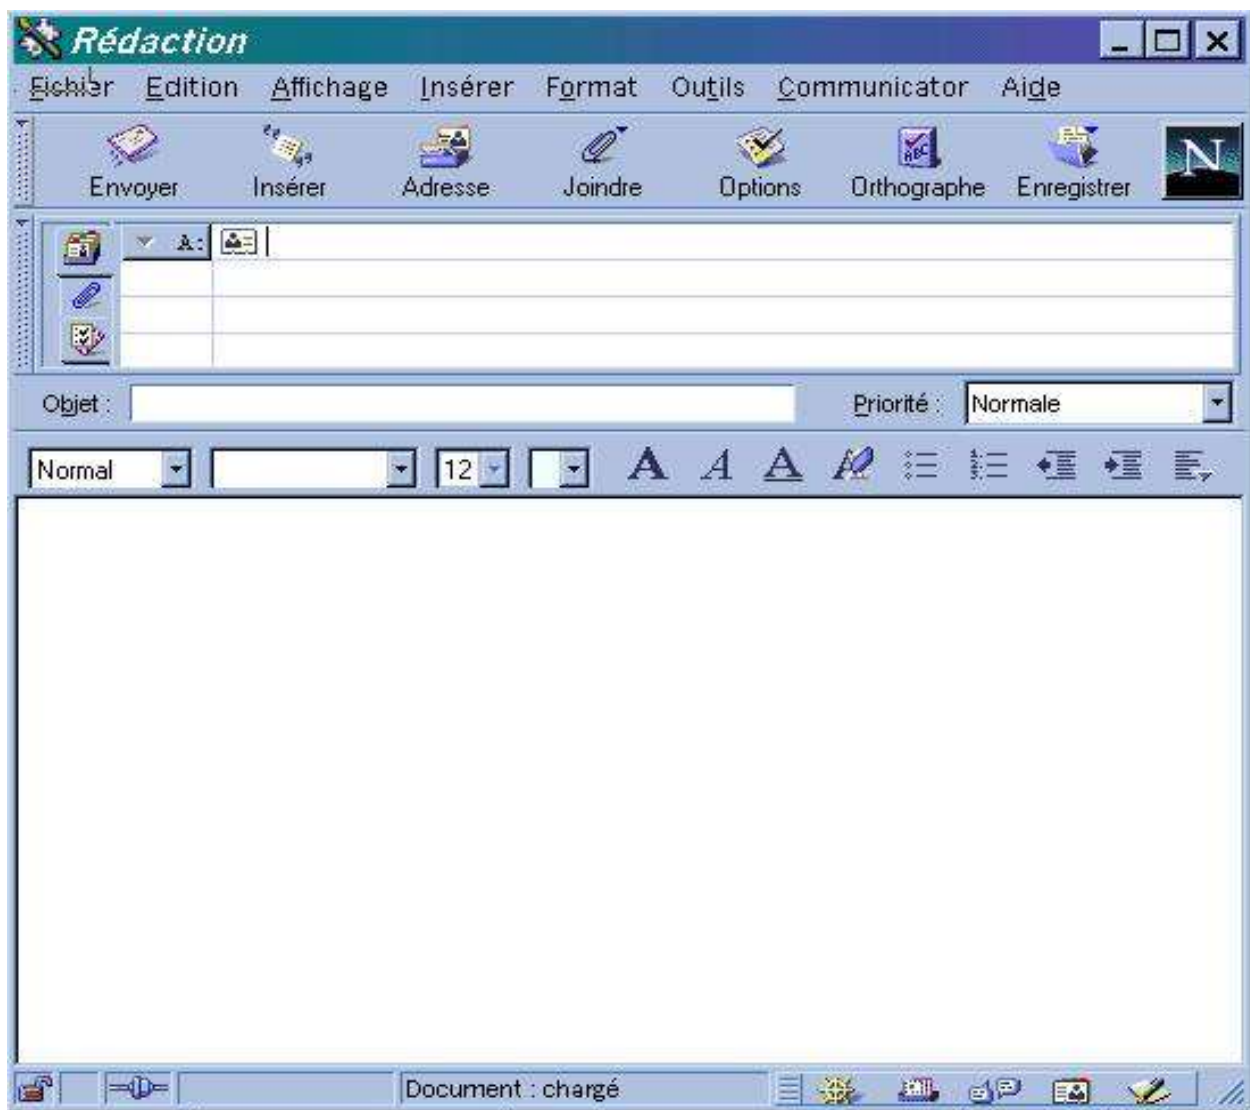 Rédaction
Fichier Edition Affichage Insérer Format Outils Communicator Aide
Envoyer Insérer Adresse Joindre Options Orthographe Enregistrer N
A:
Objet : Priorité : Normale
Normal 12 A A A A
Document : chargé